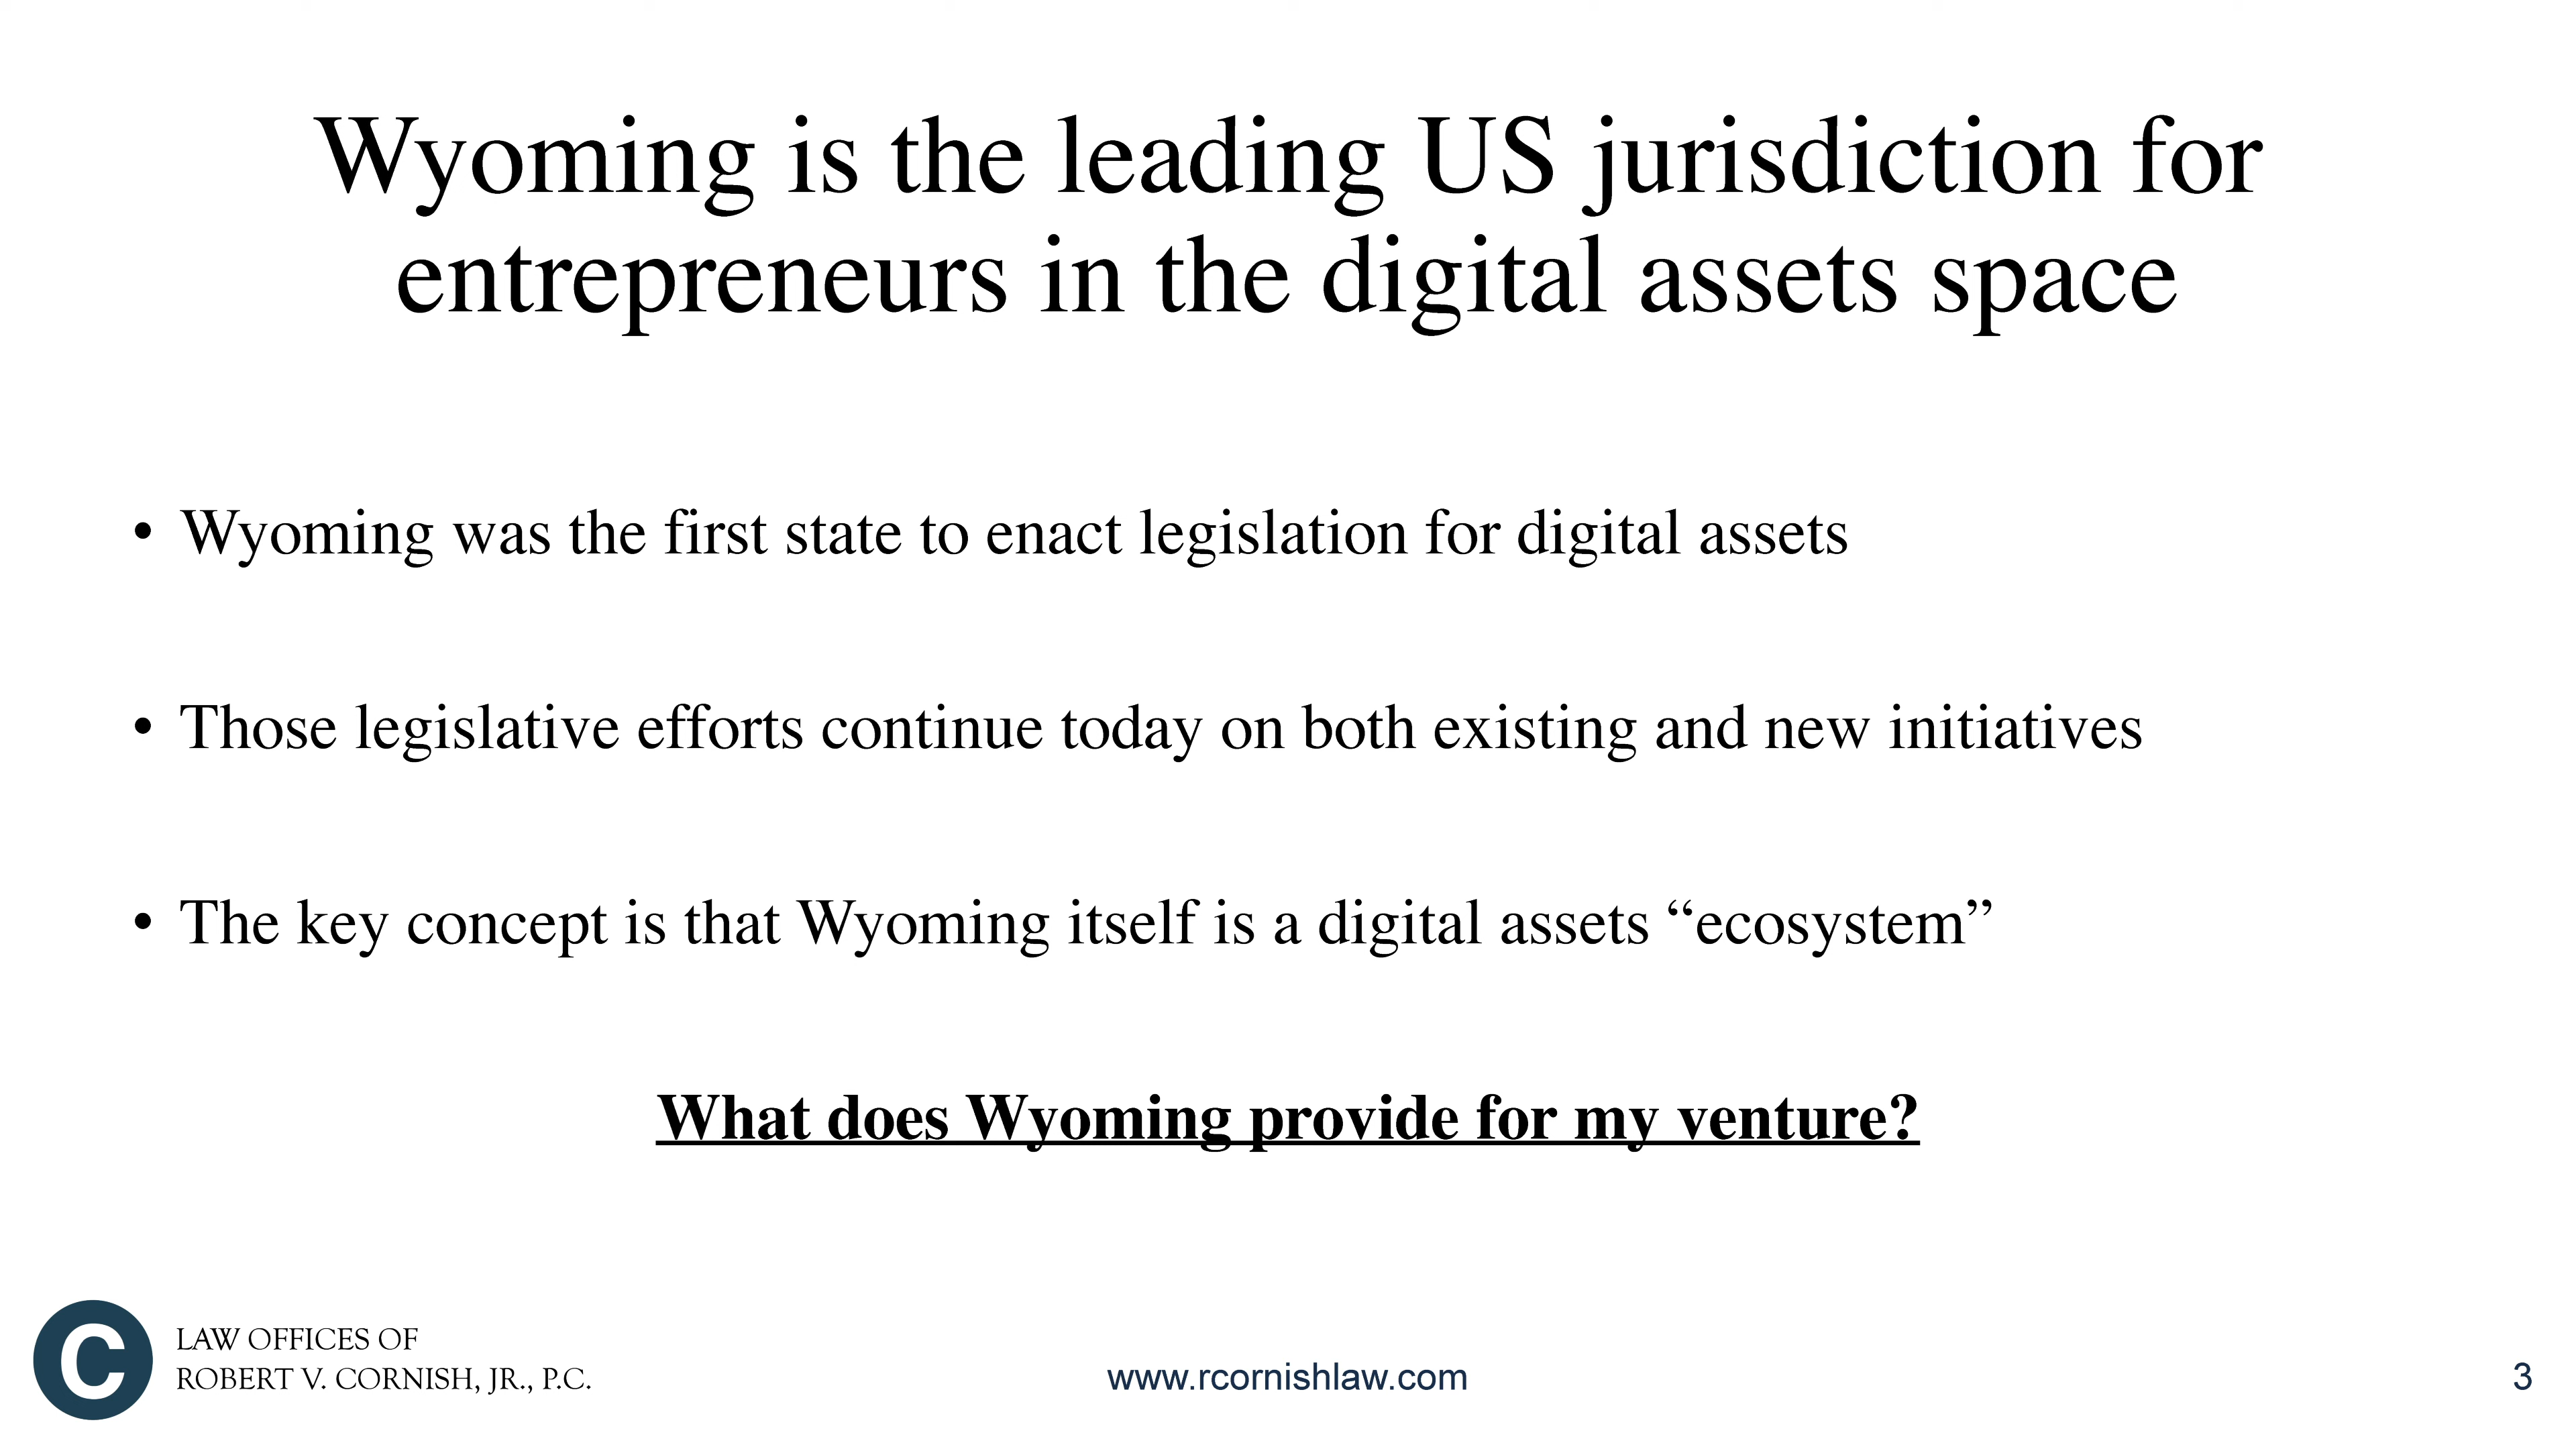 Wyoming is the leading US jurisdiction for
entrepreneurs in the digital assets space
• Wyoming was the first state to enact legislation for digital assets
• Those legislative efforts continue today on both existing and new initiatives
• The key concept is that Wyoming itself is a digital assets “ecosystem”
What does Wyoming provide for my venture?
C
LAW OFFICES OF
ROBERT V. CORNISH, JR., P.C.
www.rcornishlaw.com
3